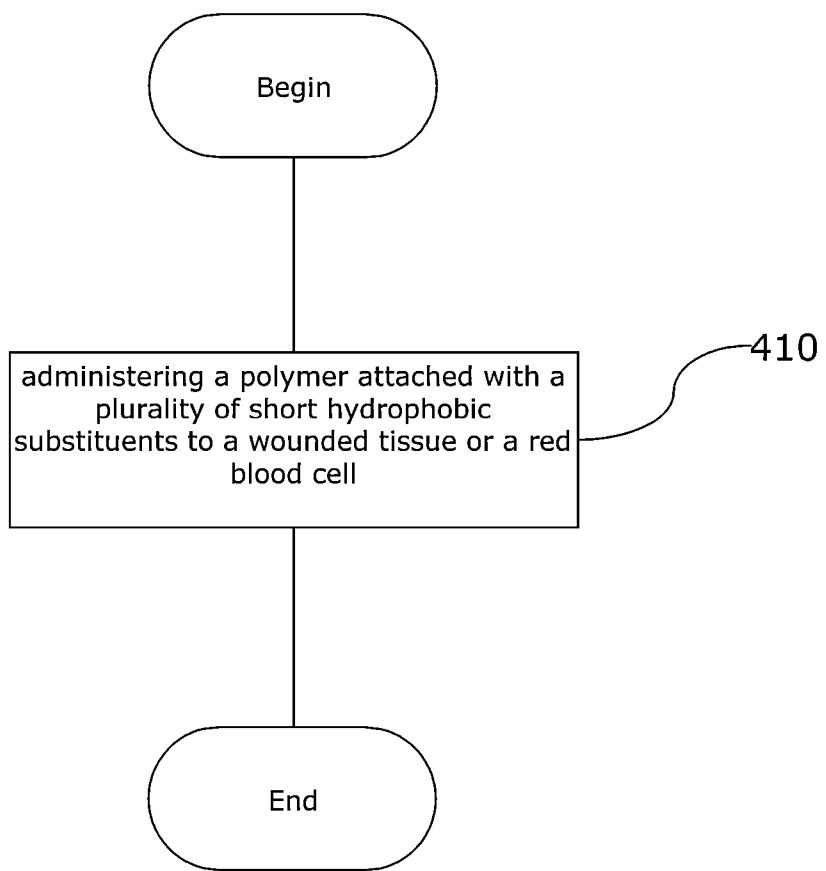 Begin
administering a polymer attached with a
plurality of short hydrophobic
substituents to a wounded tissue or a red
blood cell
410
End